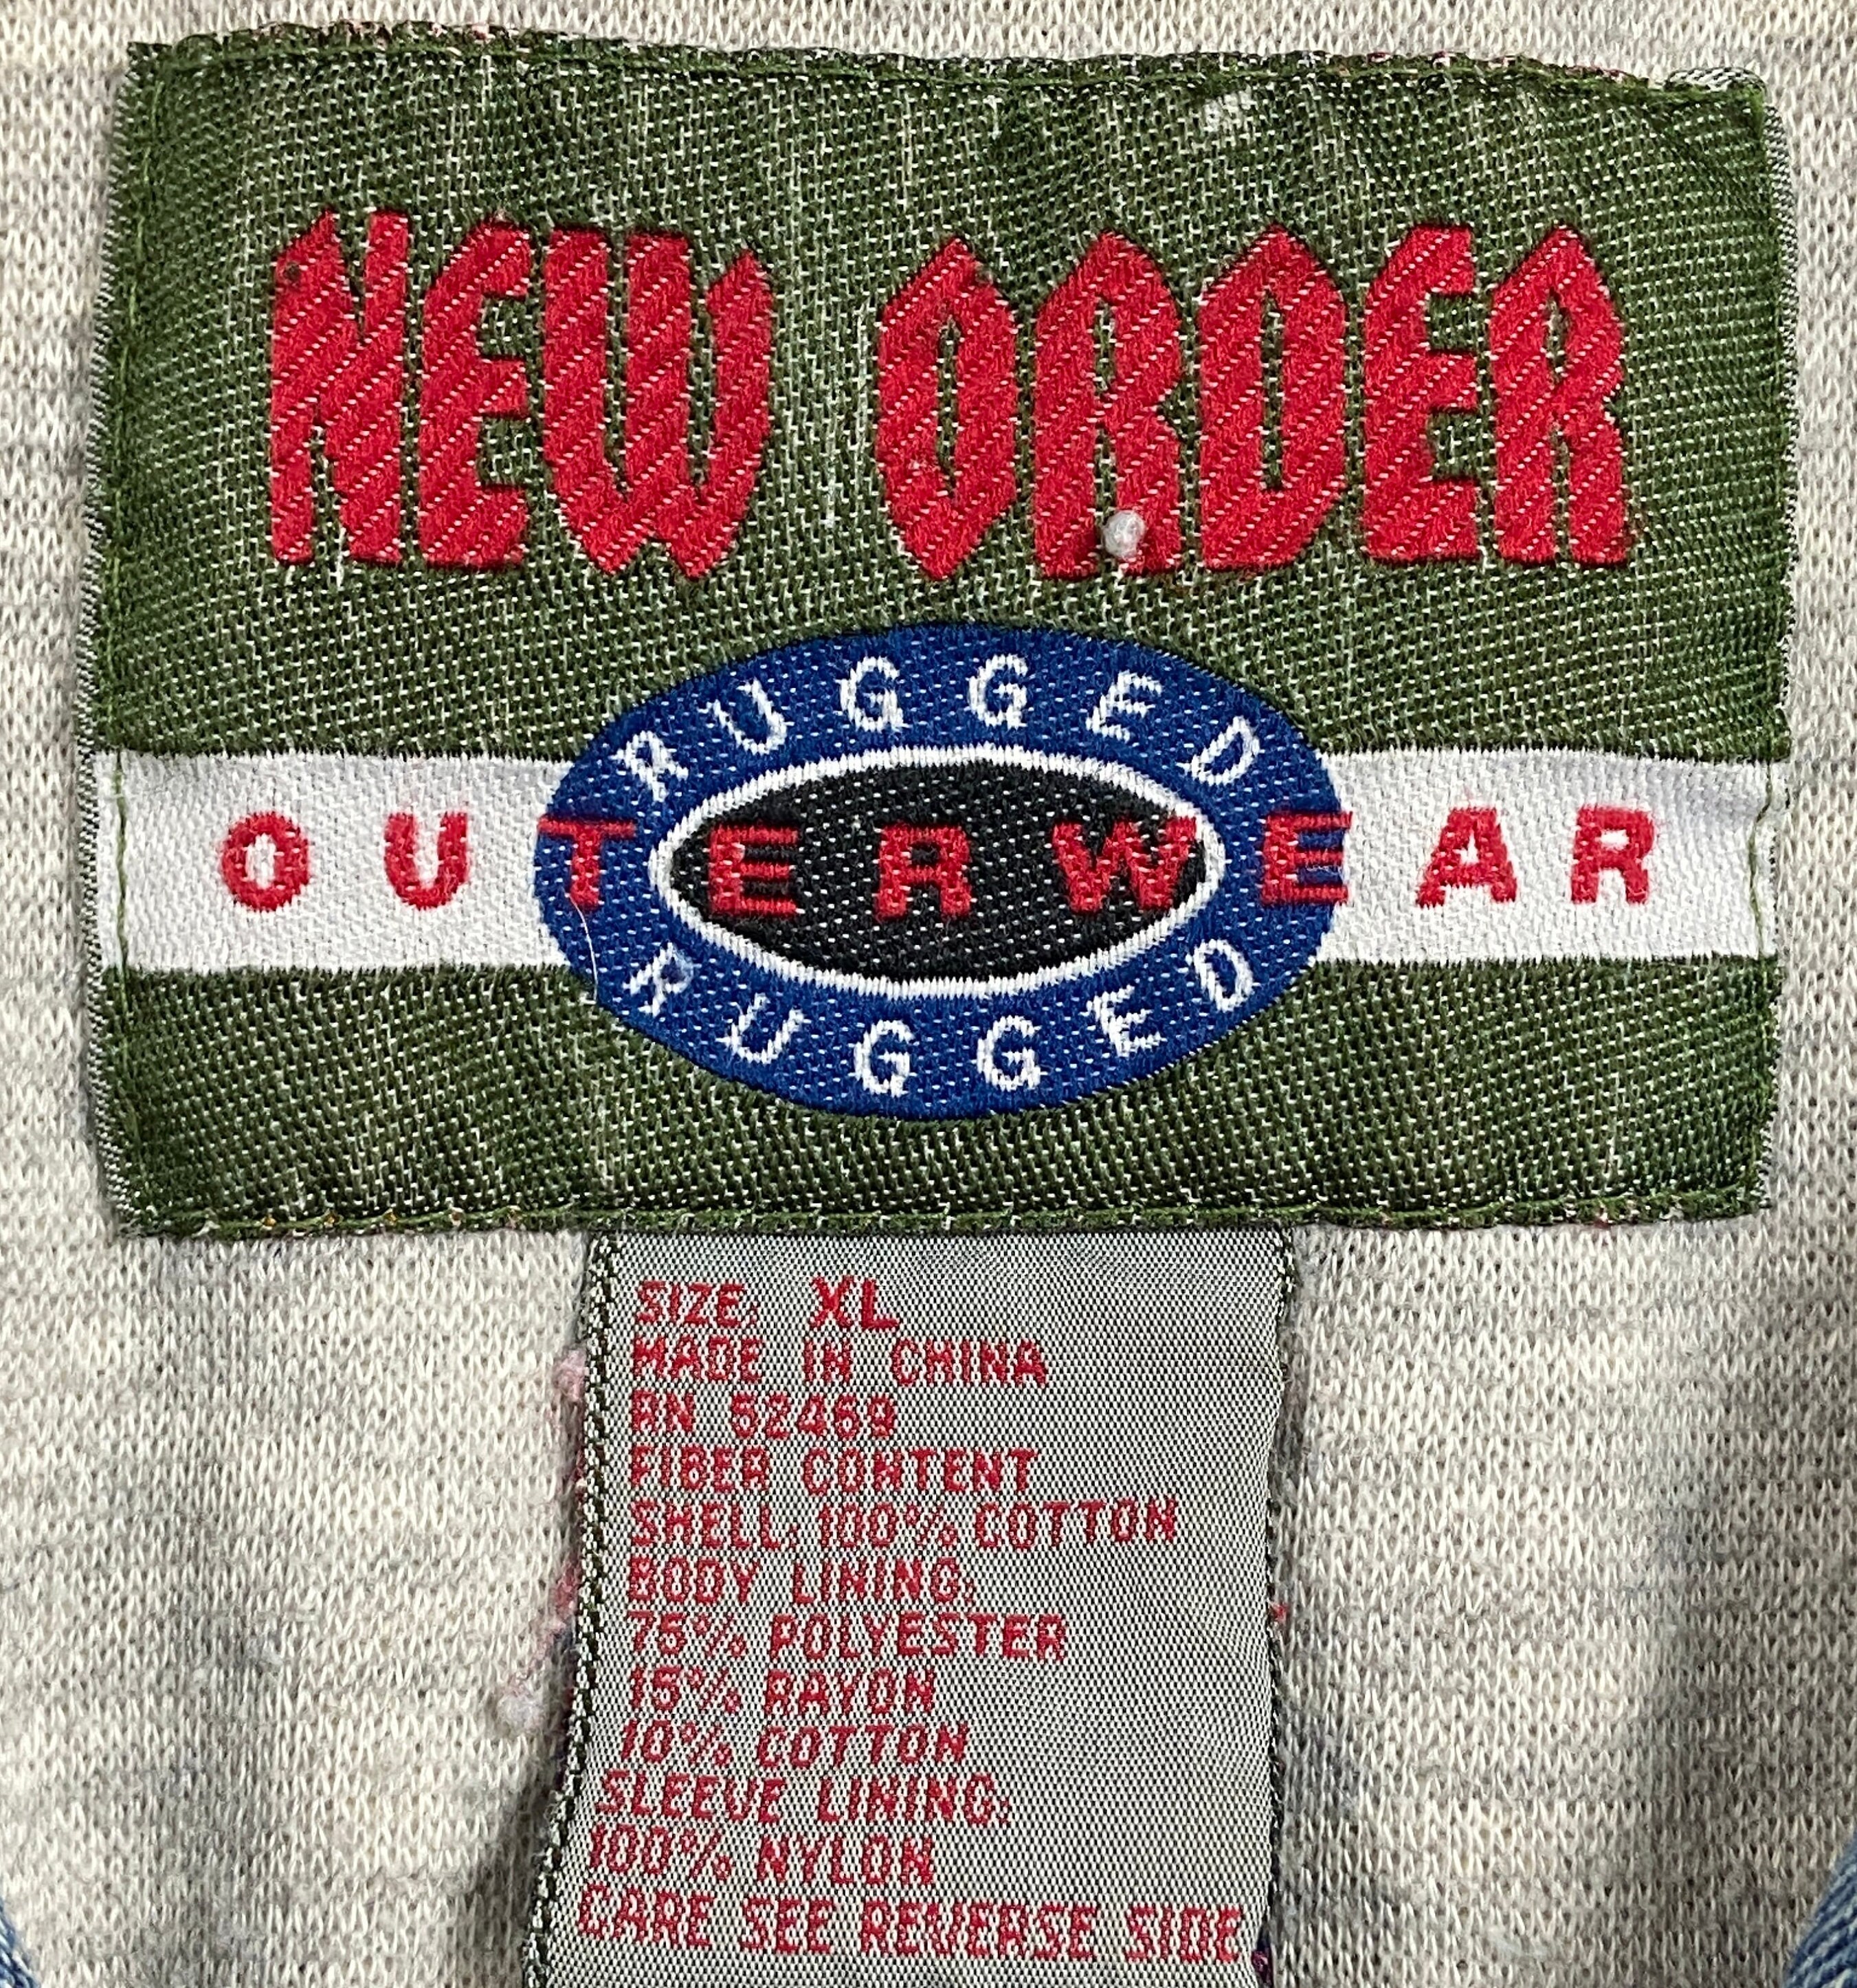 NEW ORDER
RUGGED
OUTERWEAR
RUGGED
SIZE: XL
MADE IN CHINA
RN 52469
FIBER CONTENT
SHELL: 100% COTTON
BODY LINING:
75% POLYESTER
15% RAYON
10% COTTON
SLEEVE LINING:
100% NYLON
CARE SEE REVERSE SIDE